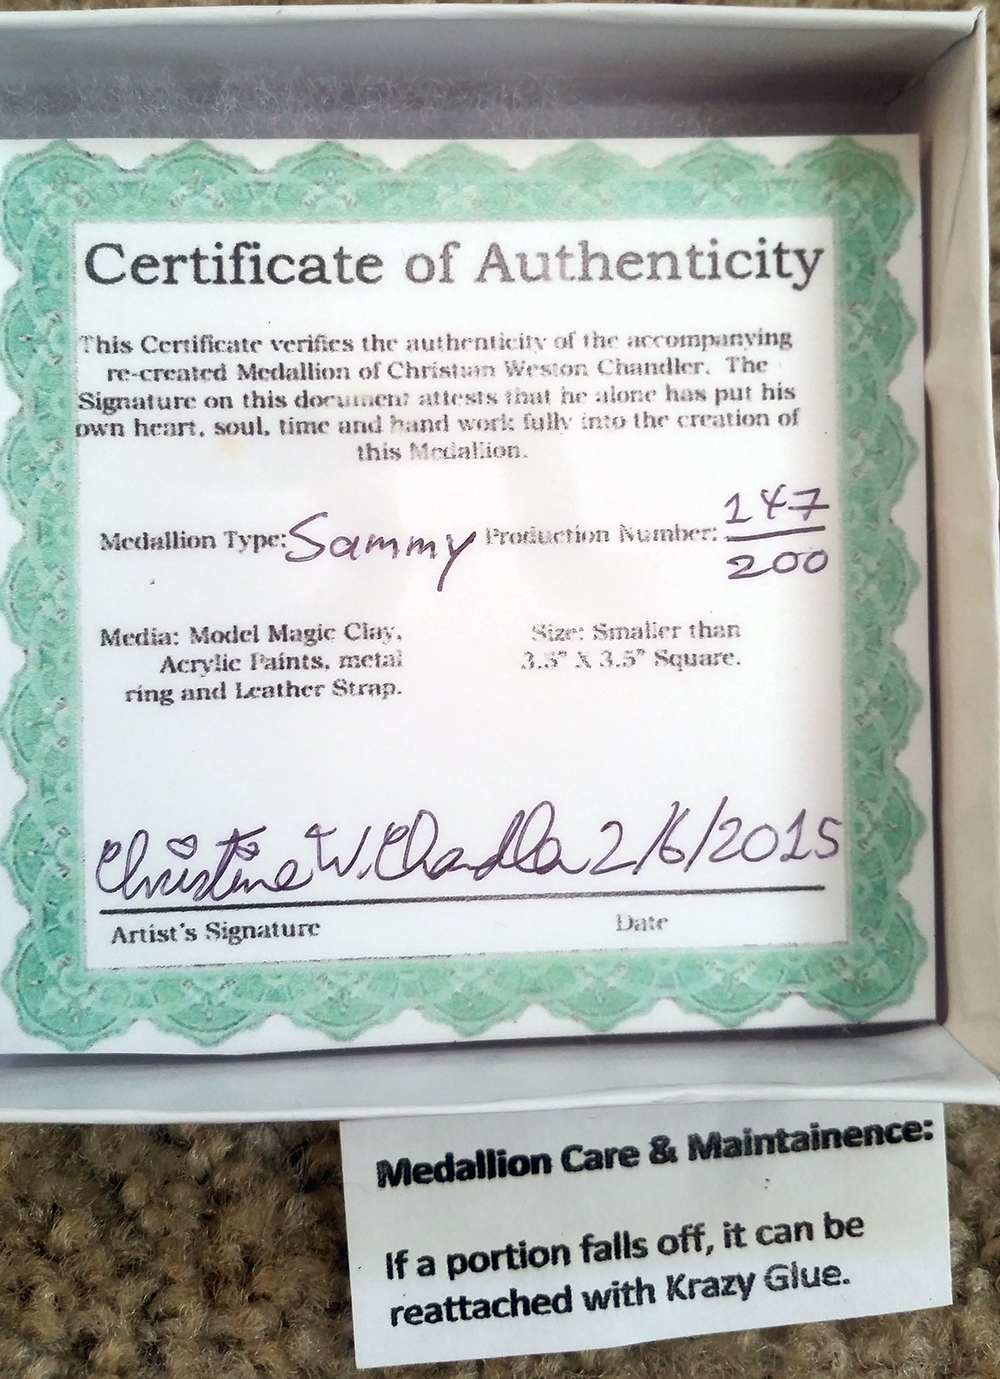 Certificate of Authenticity
This Certificate verifies the authenticity of the accompanying
re-created Medallion of Christian Weston Chandler. The
Signature on this document attests that he alone has put his
own heart, soul, time and hand work fully into the creation of
this Medallion.
Medallion Type: Sammy Production Number: 147
200
Media: Model Magic Clay,
Acrylic Paints, metal
ring and Leather Strap.
Size: Smaller than
3.5" X 3.5" Square.
Christine W. Chandler 2/6/2015
Artist's Signature Date
Medallion Care & Maintainence:
If a portion falls off, it can be
reattached with Krazy Glue.